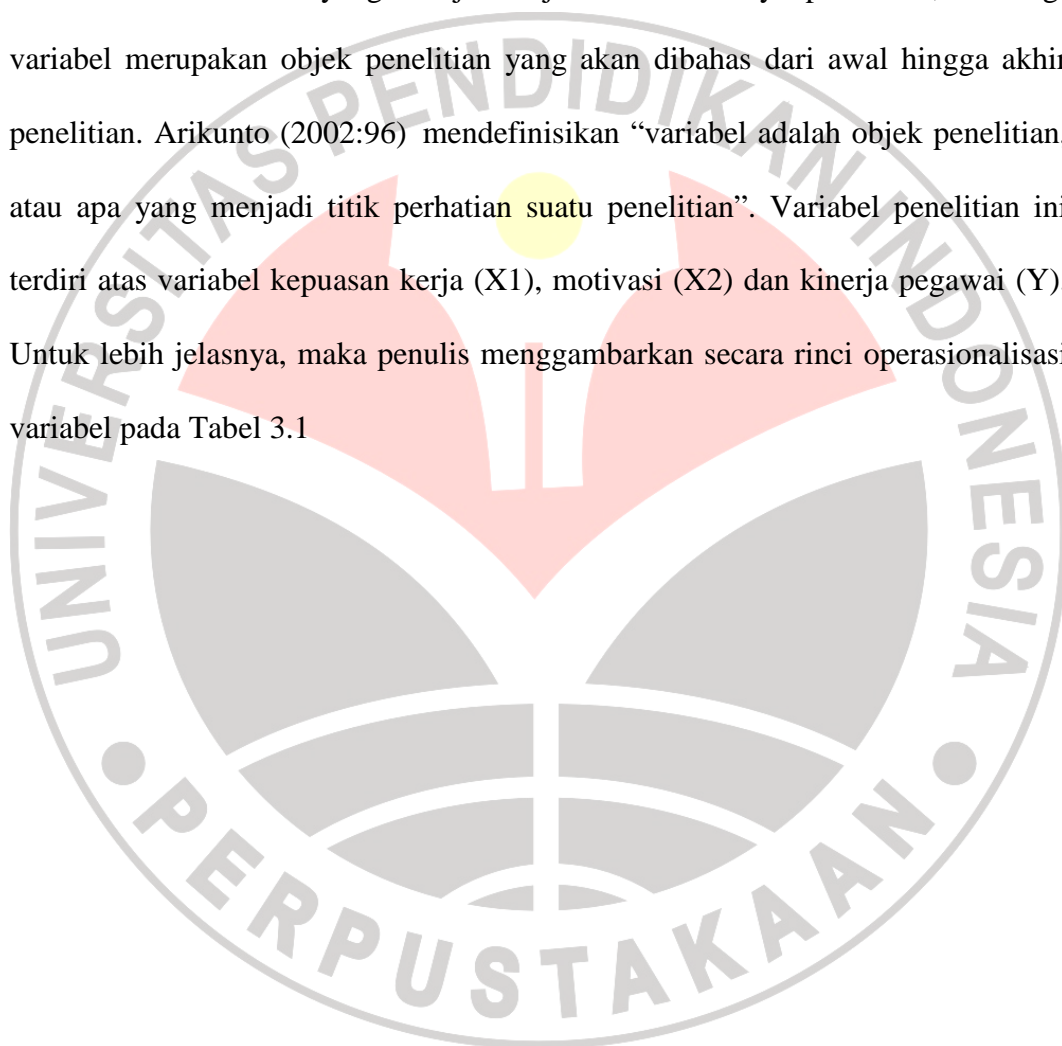 variabel merupakan objek penelitian yang akan dibahas dari awal hingga akhir
penelitian. Arikunto (2002:96) mendefinisikan “variabel adalah objek penelitian,
atau apa yang menjadi titik perhatian suatu penelitian”. Variabel penelitian ini
terdiri atas variabel kepuasan kerja (X1), motivasi (X2) dan kinerja pegawai (Y).
Untuk lebih jelasnya, maka penulis menggambarkan secara rinci operasionalisasi
variabel pada Tabel 3.1
UNIVERSITAS PENDIDIKAN INDONESIA
PERPUSTAKAAN